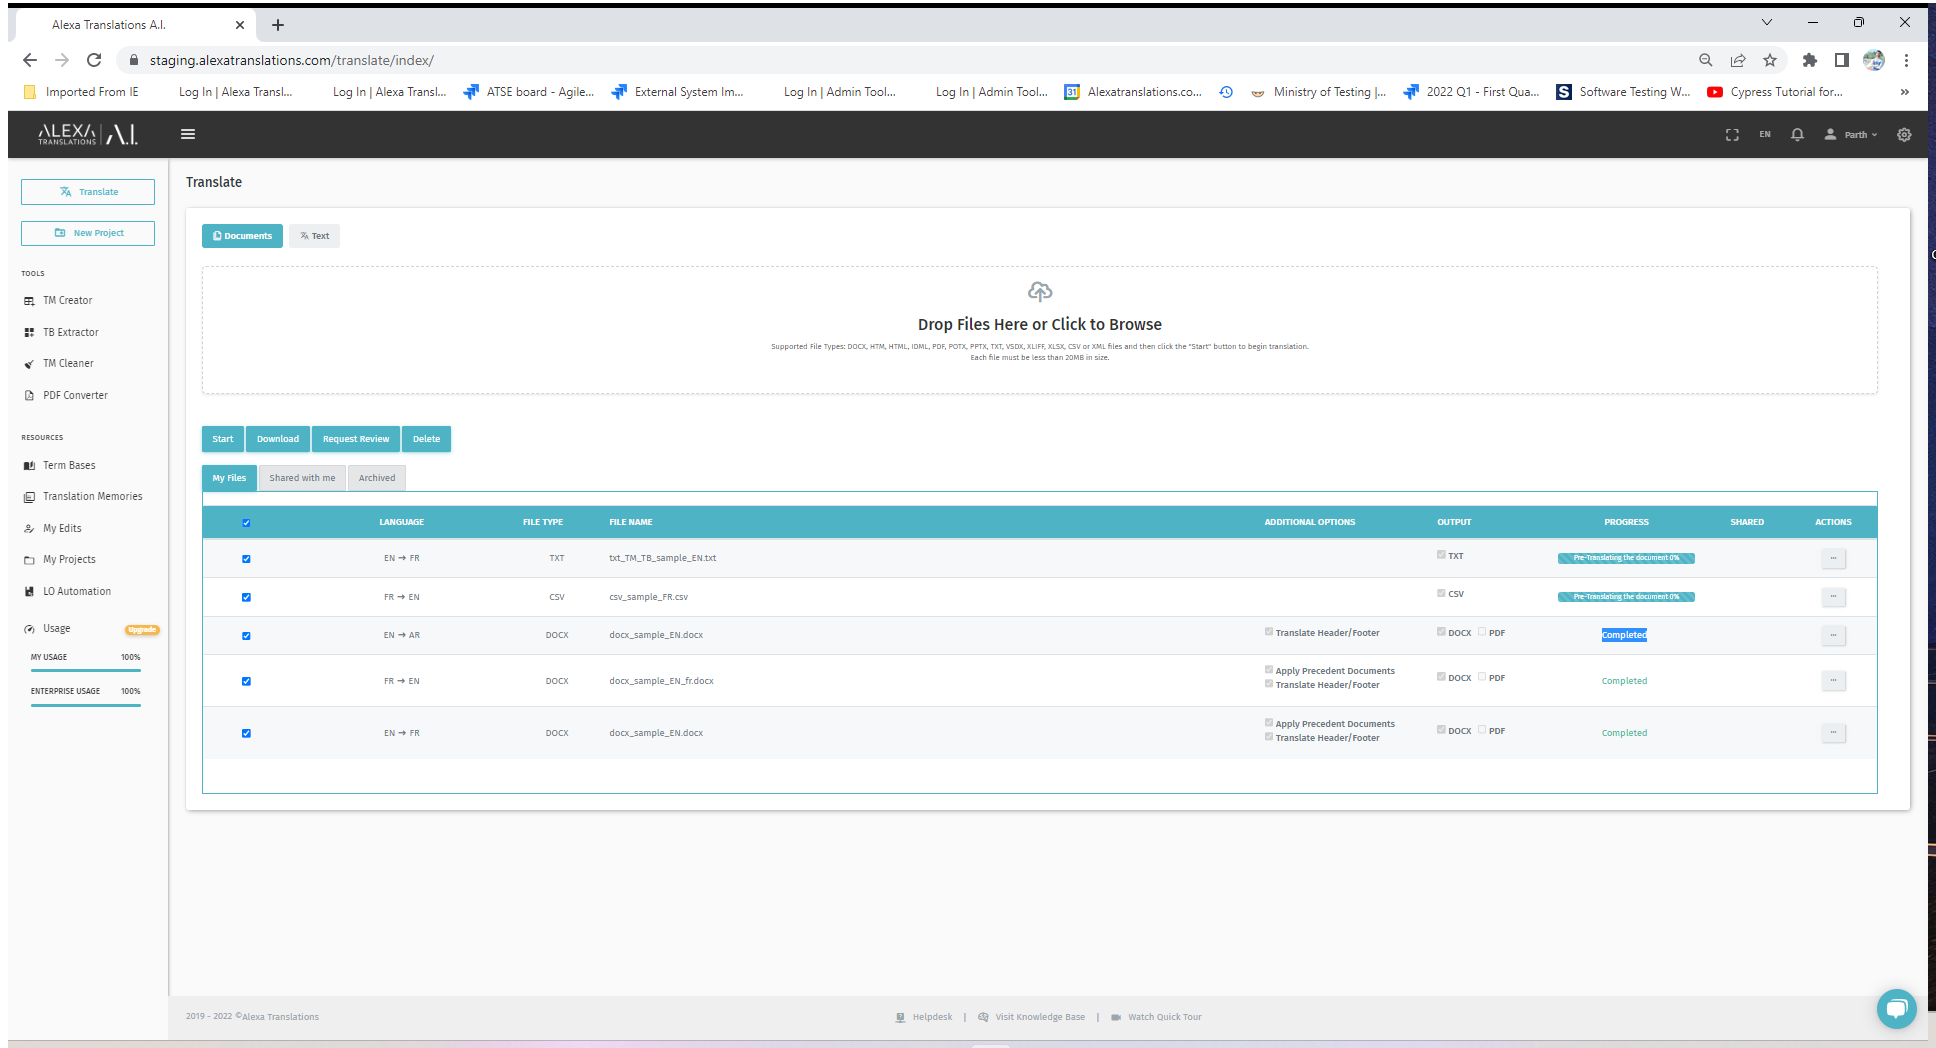 Alexa Translations A.I.
staging.alexatranslations.com/translate/index/
Imported From IE Log In | Alexa Transl... Log In | Alexa Transl... ATSE board - Agile... External System Im... Log In | Admin Tool... Log In | Admin Tool... 31 Alexatranslations.co... Ministry of Testing |... 2022 Q1 - First Qua... S Software Testing W... Cypress Tutorial for... »
ALEXA TRANSLATIONS | A.I. EN Parth
Translate
Translate
New Project
Documents Text
TOOLS
TM Creator
TB Extractor
TM Cleaner
PDF Converter
Drop Files Here or Click to Browse
Supported File Types: DOCX, HTM, HTML, IDML, PDF, POTX, PPTX, TXT, VSDX, XLIFF, XLSX, CSV or XML files and then click the "Start" button to begin translation.
Each file must be less than 20MB in size.
RESOURCES
Term Bases
Translation Memories
My Edits
My Projects
LO Automation
Usage Upgrade
MY USAGE 100%
ENTERPRISE USAGE 100%
Start Download Request Review Delete
My Files Shared with me Archived
LANGUAGE FILE TYPE FILE NAME ADDITIONAL OPTIONS OUTPUT PROGRESS SHARED ACTIONS
EN → FR TXT txt_TM_TB_sample_EN.txt TXT Pre-Translating the document 0% ...
FR → EN CSV csv_sample_FR.csv CSV Pre-Translating the document 0% ...
EN → AR DOCX docx_sample_EN.docx Translate Header/Footer DOCX PDF Completed ...
FR → EN DOCX docx_sample_EN_fr.docx Apply Precedent Documents Translate Header/Footer DOCX PDF Completed ...
EN → FR DOCX docx_sample_EN.docx Apply Precedent Documents Translate Header/Footer DOCX PDF Completed ...
2019 - 2022 ©Alexa Translations Helpdesk | Visit Knowledge Base | Watch Quick Tour